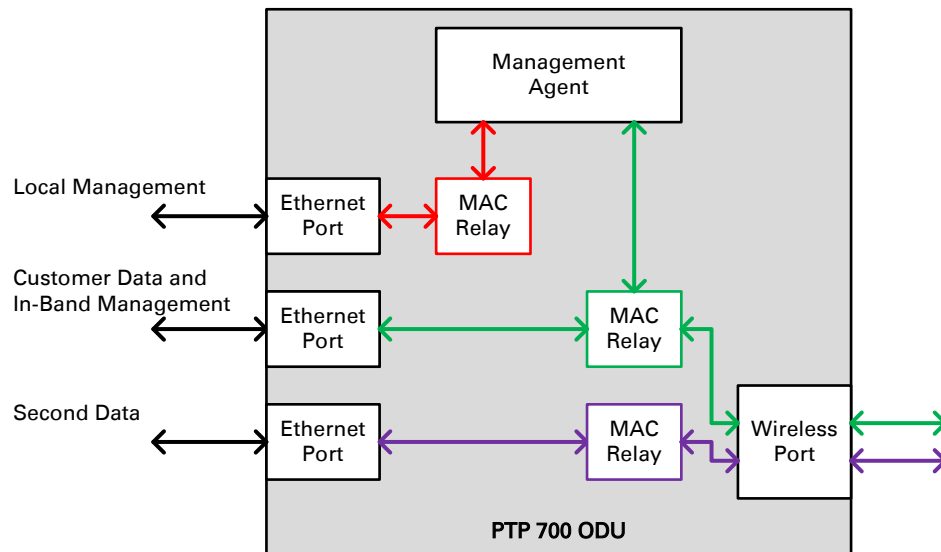 Management
Agent
Local Management
Ethernet
Port
MAC
Relay
Customer Data and
In-Band Management
Ethernet
Port
MAC
Relay
Second Data
Ethernet
Port
MAC
Relay
Wireless
Port
PTP 700 ODU